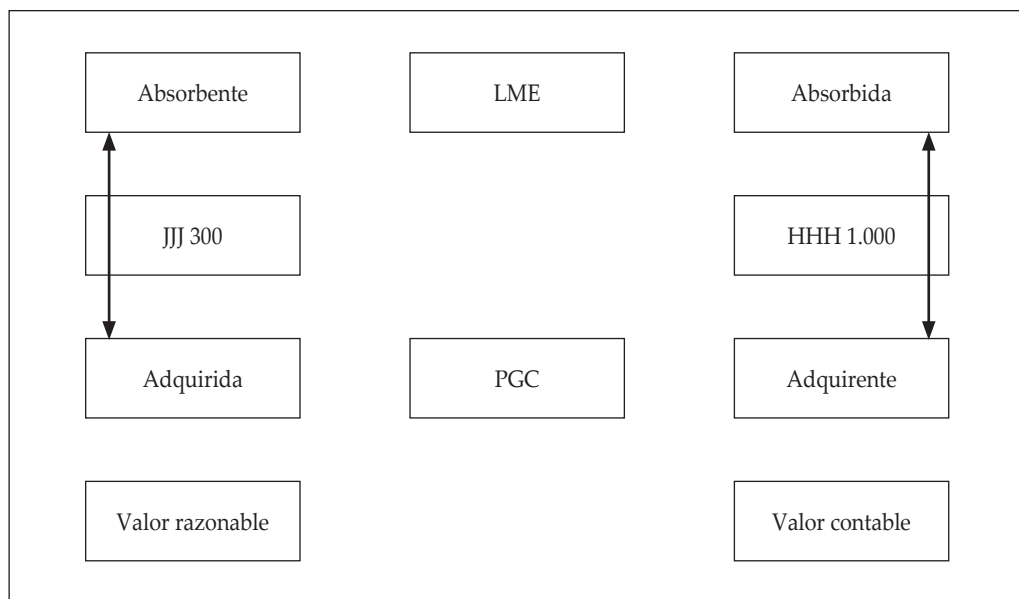 Absorbente
LME
Absorbida
JJJ 300
HHH 1.000
Adquirida
PGC
Adquirente
Valor razonable
Valor contable